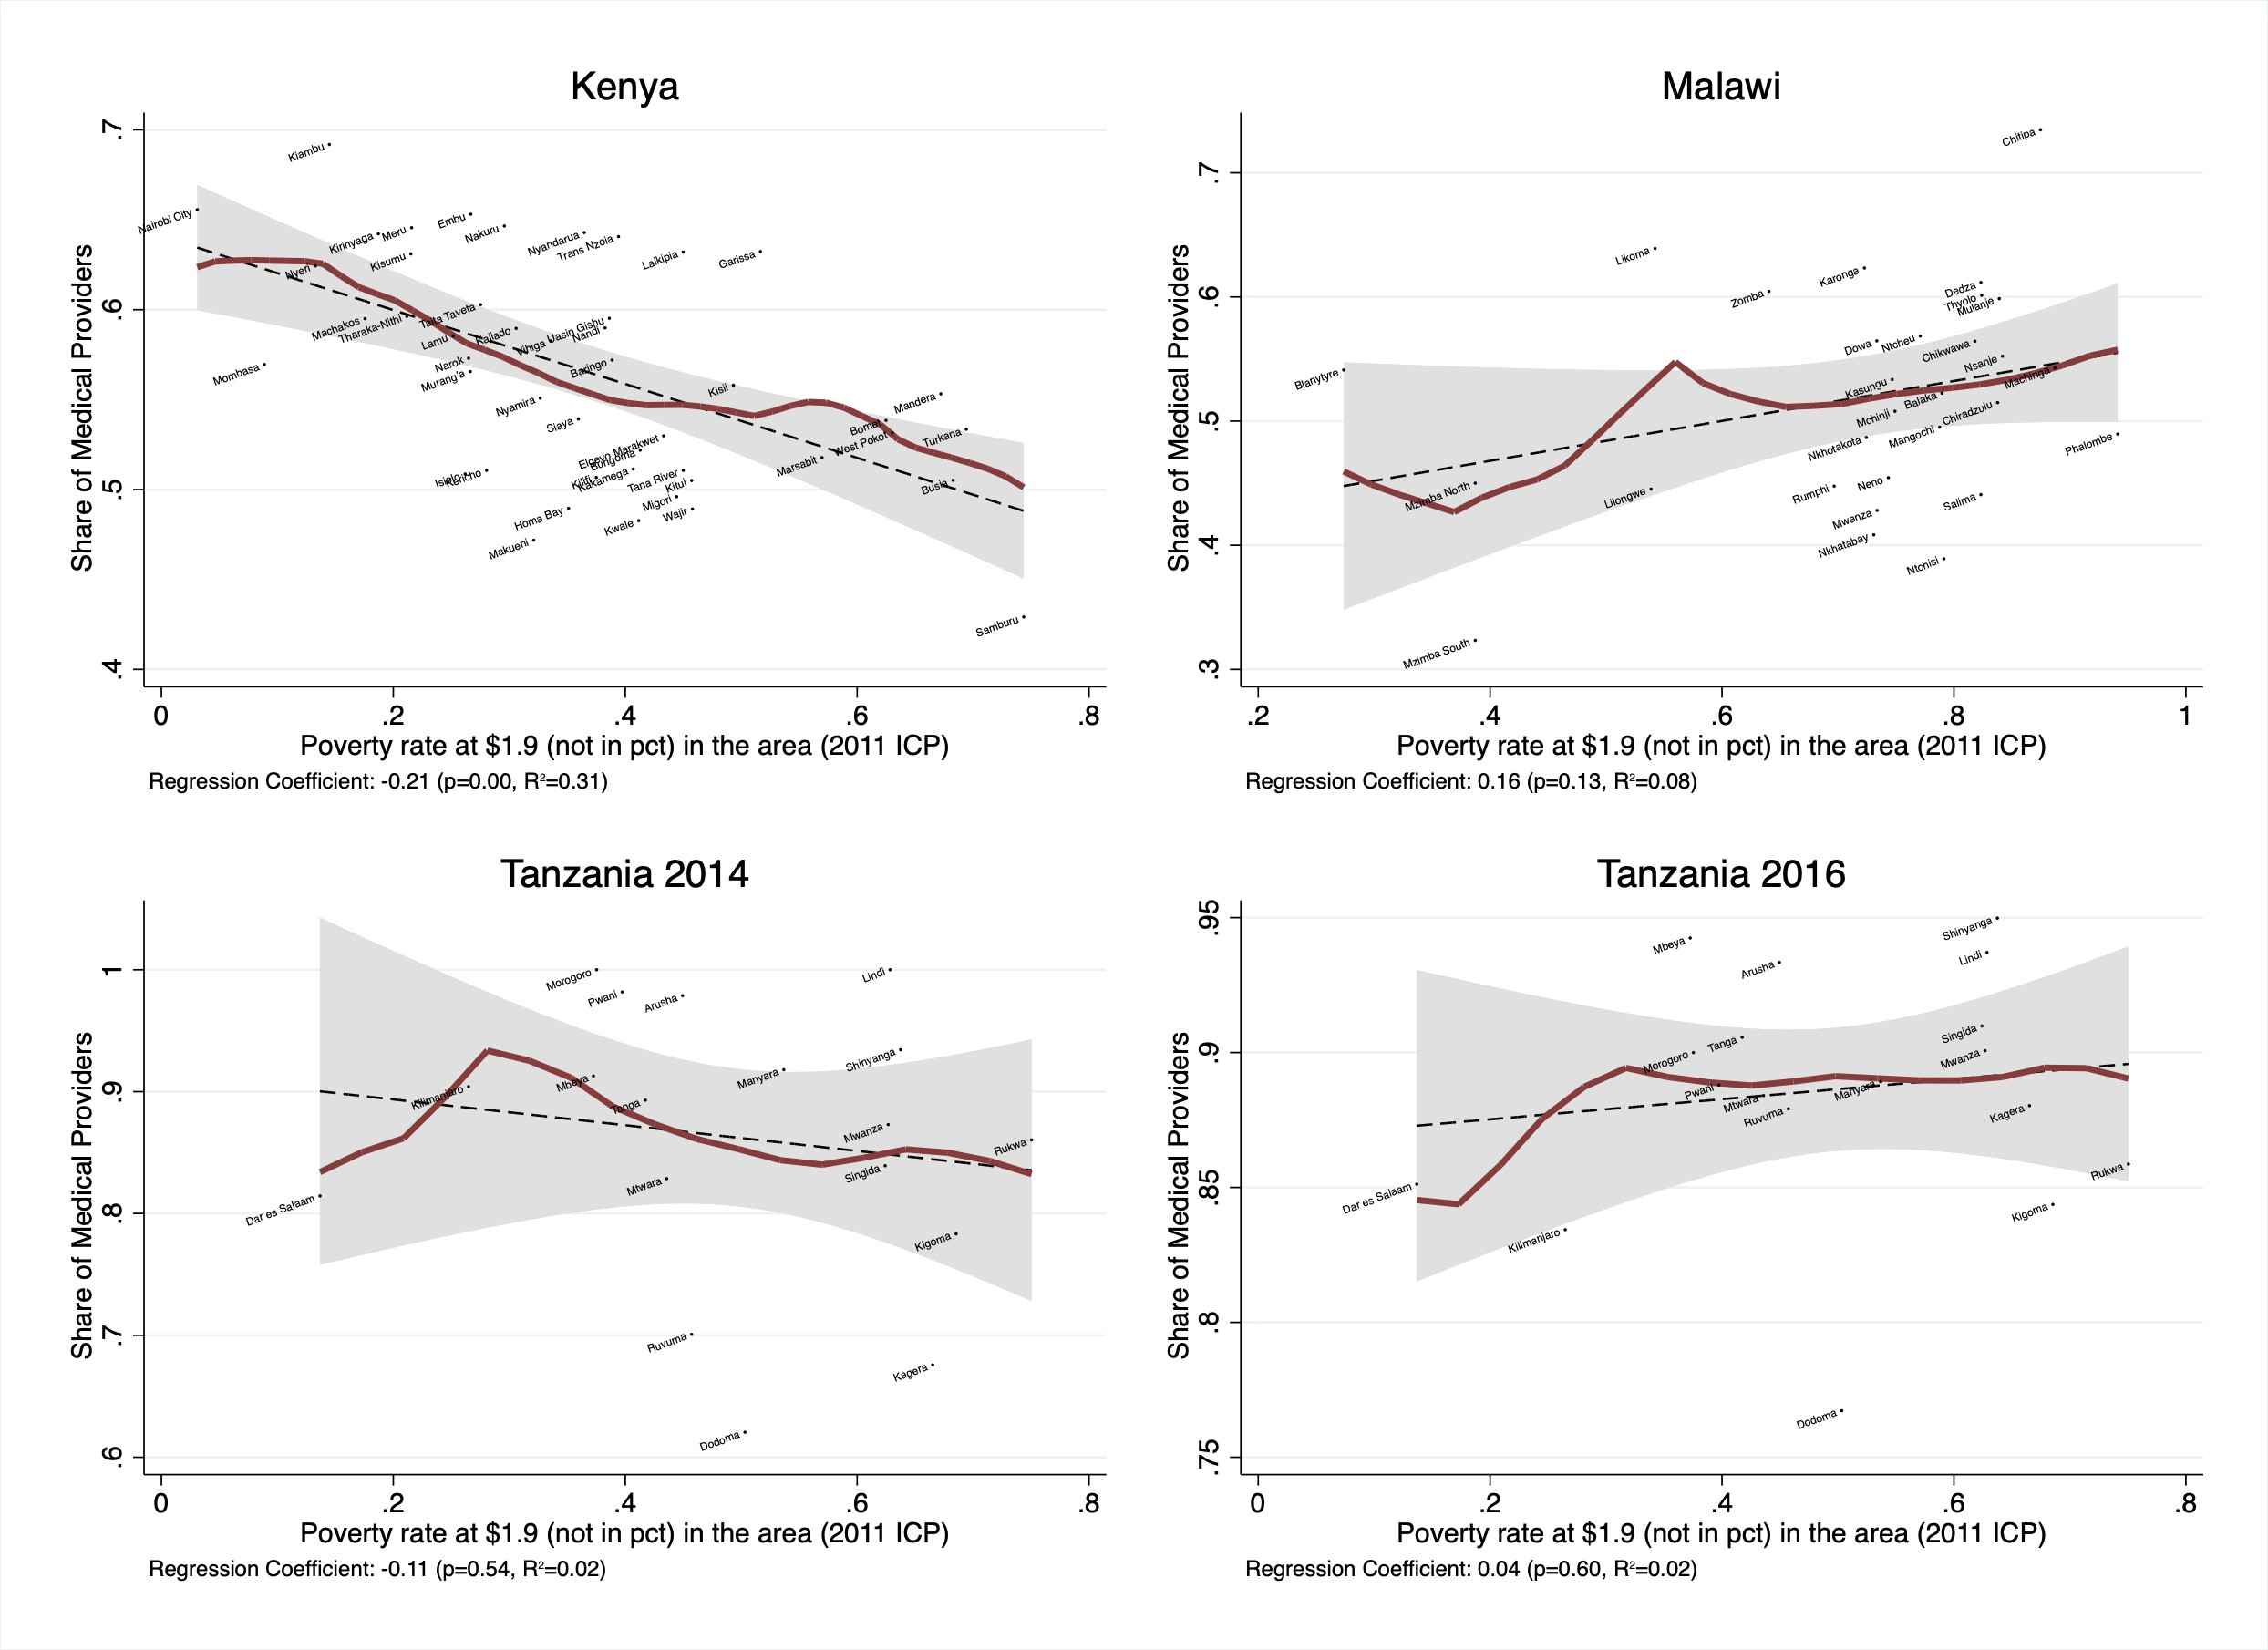 Kenya
Share of Medical Providers
.7
.6
.5
.4
Kiambu
Nairobi City
Embu
Meru
Kirinyaga
Nakuru
Nyandarua
Trans Nzoia
Kisumu
Nyeri
Laikipia
Garissa
Taita Taveta
Machakos
Tharaka-Nithi
Lamu
Kajiado
Vihiga
Uasin Gishu
Nandi
Narok
Murang'a
Baringo
Mombasa
Kisii
Nyamira
Siaya
Mandera
Bomet
West Pokot
Turkana
Elgeyo Marakwet
Bungoma
Marsabit
Isiolo
Kericho
Kilifi
Kakamega
Tana River
Kitui
Busia
Migori
Homa Bay
Kwale
Wajir
Makueni
Samburu
0 .2 .4 .6 .8
Poverty rate at $1.9 (not in pct) in the area (2011 ICP)
Regression Coefficient: -0.21 (p=0.00, R²=0.31)
Malawi
Share of Medical Providers
.7
.6
.5
.4
.3
Chitipa
Likoma
Karonga
Zomba
Dedza
Thyolo
Mulanje
Dowa
Ntcheu
Chikwawa
Nsanje
Machinga
Blanytyre
Kasungu
Balaka
Mchinji
Chiradzulu
Mangochi
Nkhotakota
Phalombe
Mzimba North
Lilongwe
Rumphi
Neno
Salima
Mwanza
Nkhatabay
Ntchisi
Mzimba South
.2 .4 .6 .8 1
Poverty rate at $1.9 (not in pct) in the area (2011 ICP)
Regression Coefficient: 0.16 (p=0.13, R²=0.08)
Tanzania 2014
Share of Medical Providers
1
.9
.8
.7
.6
Morogoro
Pwani
Arusha
Lindi
Shinyanga
Manyara
Mbeya
Kilimanjaro
Tanga
Mwanza
Rukwa
Singida
Mtwara
Dar es Salaam
Kigoma
Ruvuma
Kagera
Dodoma
0 .2 .4 .6 .8
Poverty rate at $1.9 (not in pct) in the area (2011 ICP)
Regression Coefficient: -0.11 (p=0.54, R²=0.02)
Tanzania 2016
Share of Medical Providers
.95
.9
.85
.8
.75
Shinyanga
Mbeya
Lindi
Arusha
Singida
Tanga
Morogoro
Mwanza
Pwani
Manyara
Mtwara
Ruvuma
Kagera
Rukwa
Dar es Salaam
Kigoma
Kilimanjaro
Dodoma
0 .2 .4 .6 .8
Poverty rate at $1.9 (not in pct) in the area (2011 ICP)
Regression Coefficient: 0.04 (p=0.60, R²=0.02)